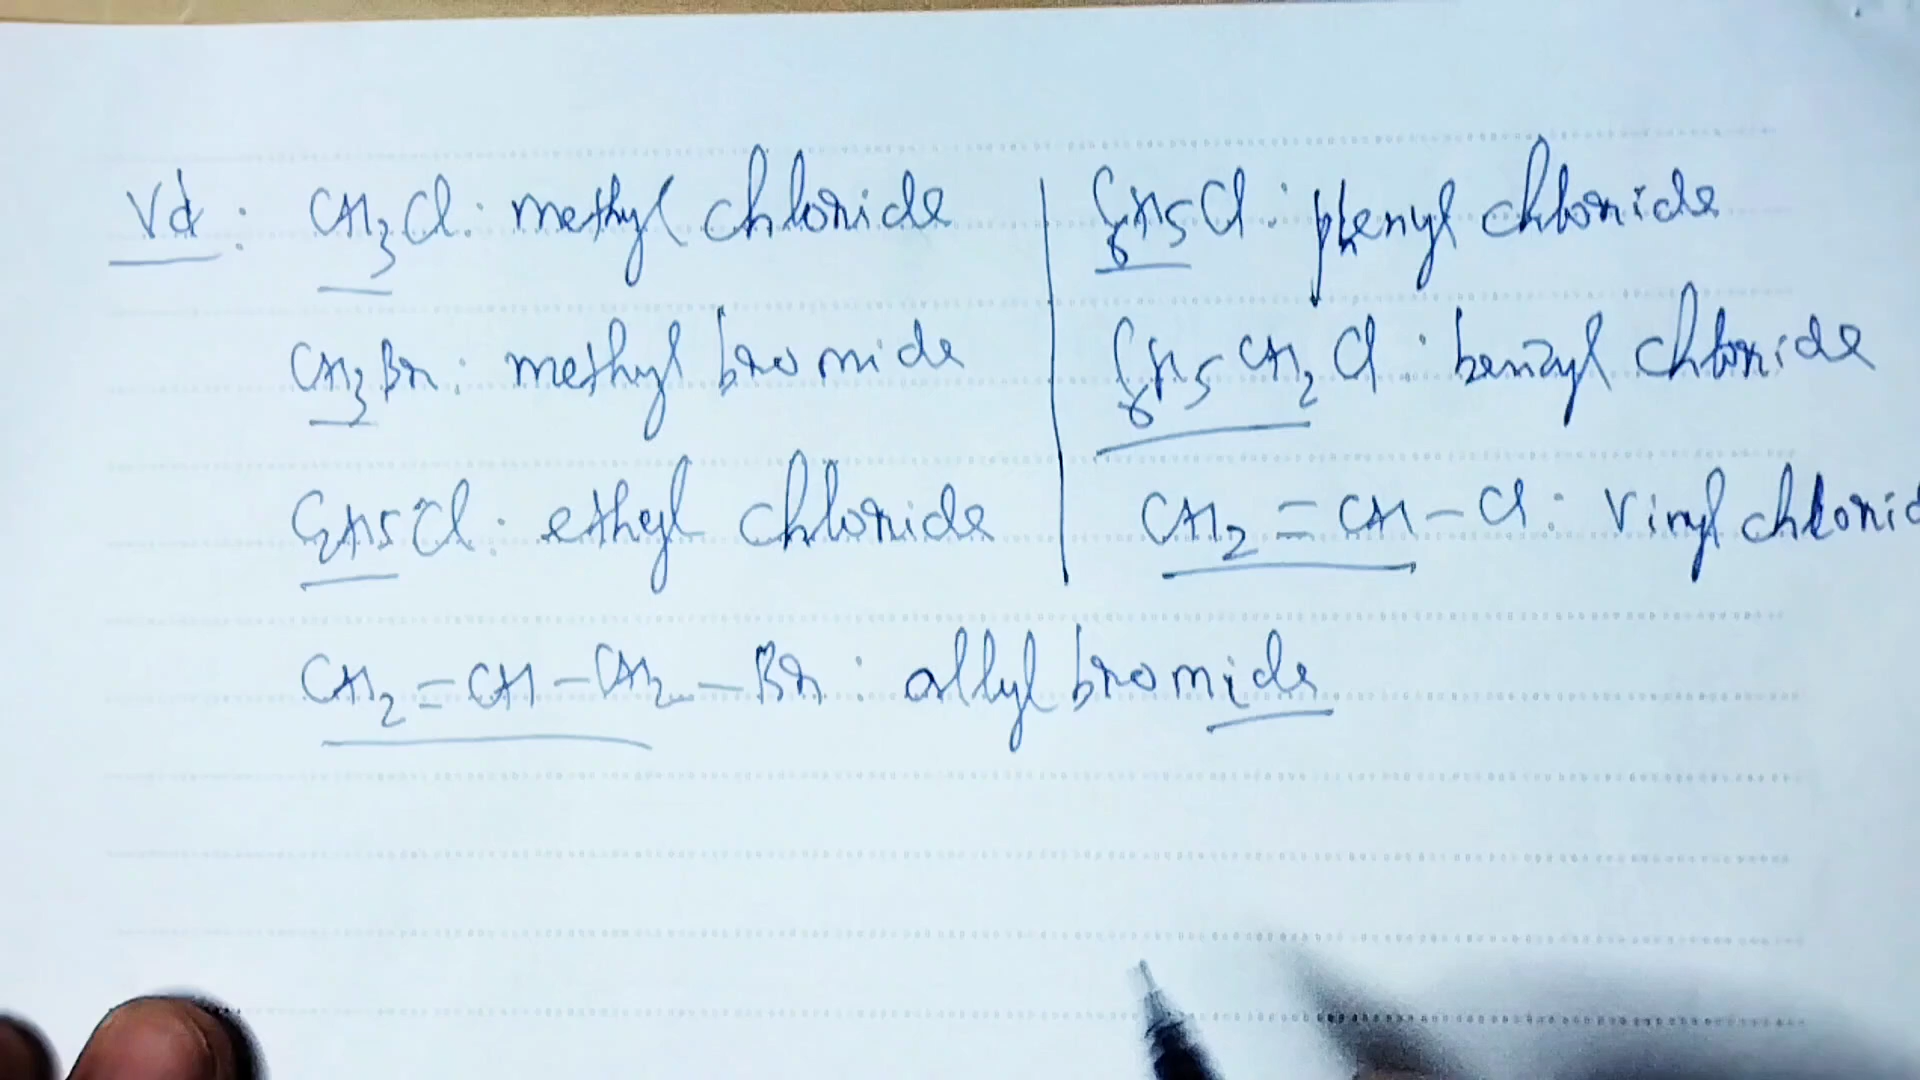 Vd: CH3Cl: methyl chloride
CH3Br: methyl bromide
C2H5Cl: ethyl chloride
CH2=CH-CH2-Br: allyl bromide
C6H5Cl: phenyl chloride
C6H5CH2Cl: benzyl chloride
CH2=CH-Cl: Vinyl chlorid